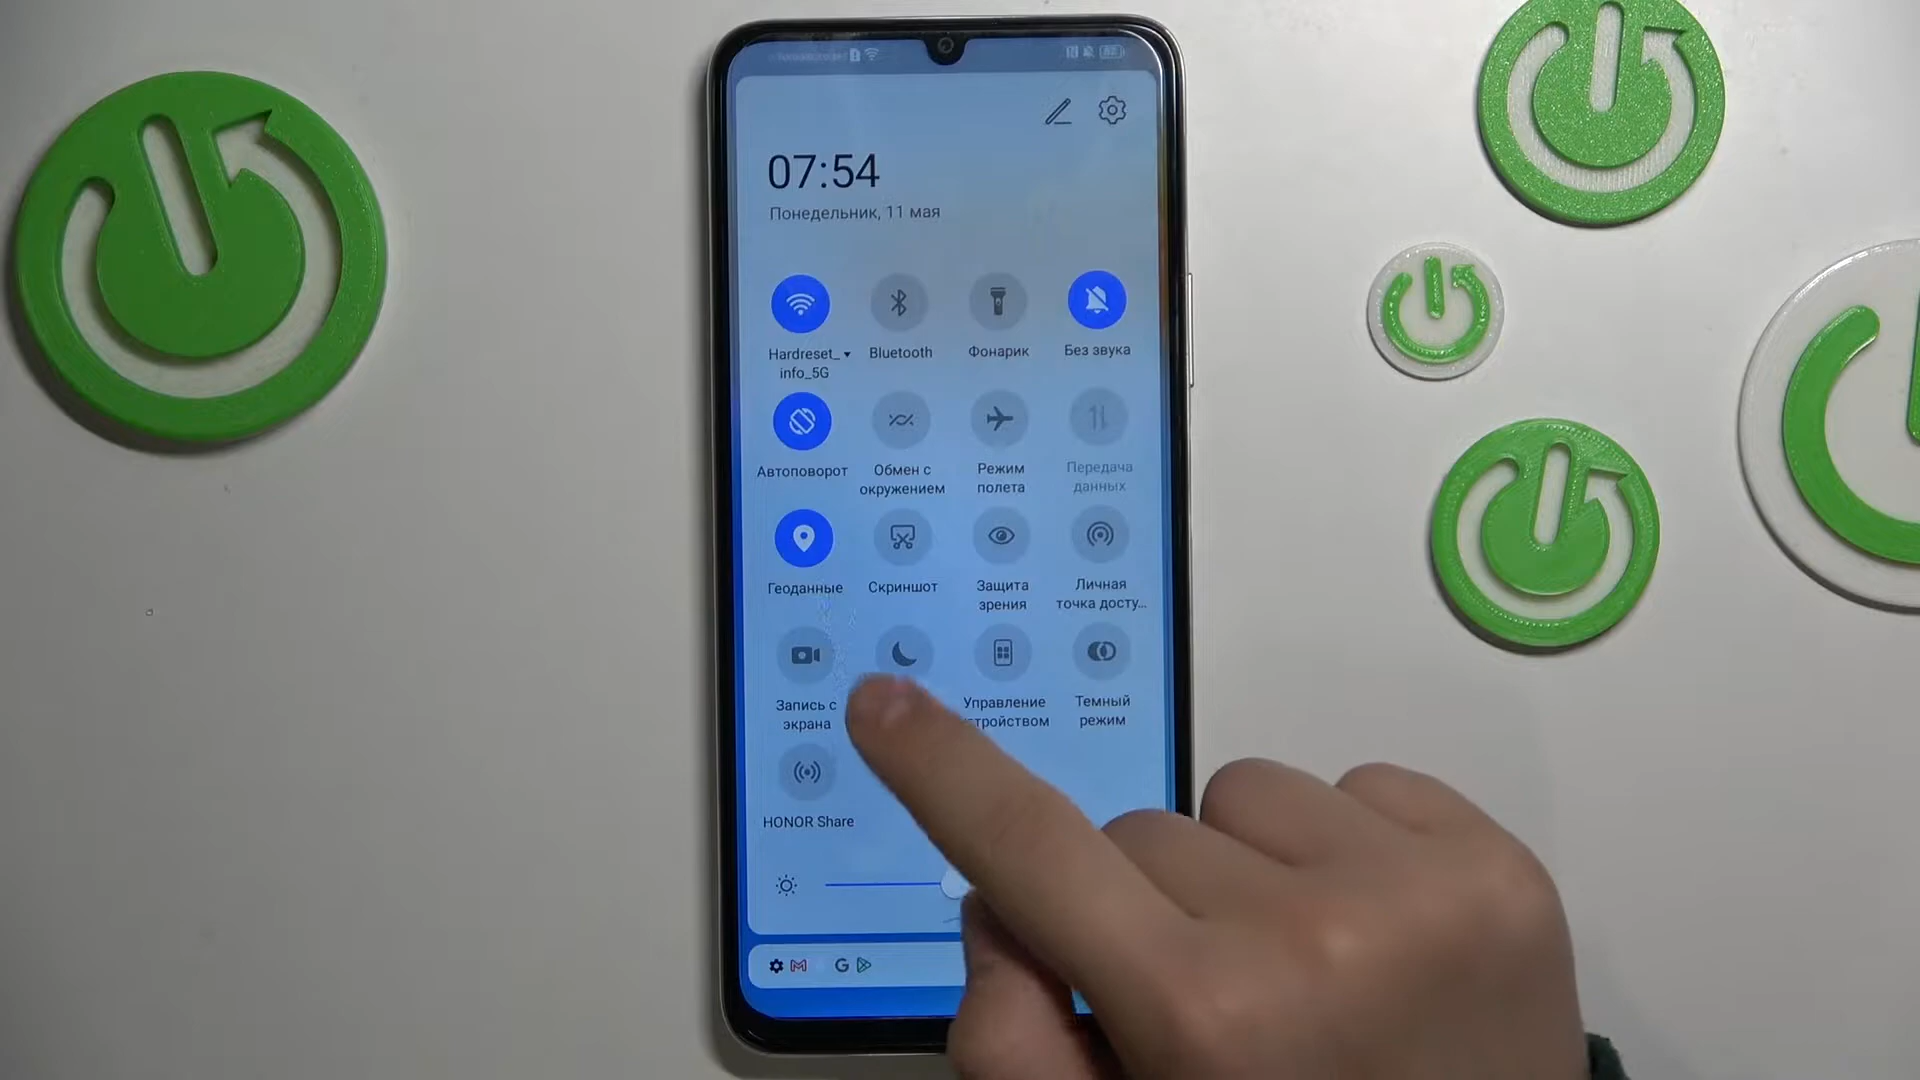 07:54
Понедельник, 11 мая
Hardreset_ Bluetooth Фонарик Без звука
info_5G
Автоповорот Обмен с Режим Передача
окружением полета данных
Геоданные Скриншот Защита Личная
зрения точка досту...
Запись с Управление Темный
экрана режим
HONOR Share